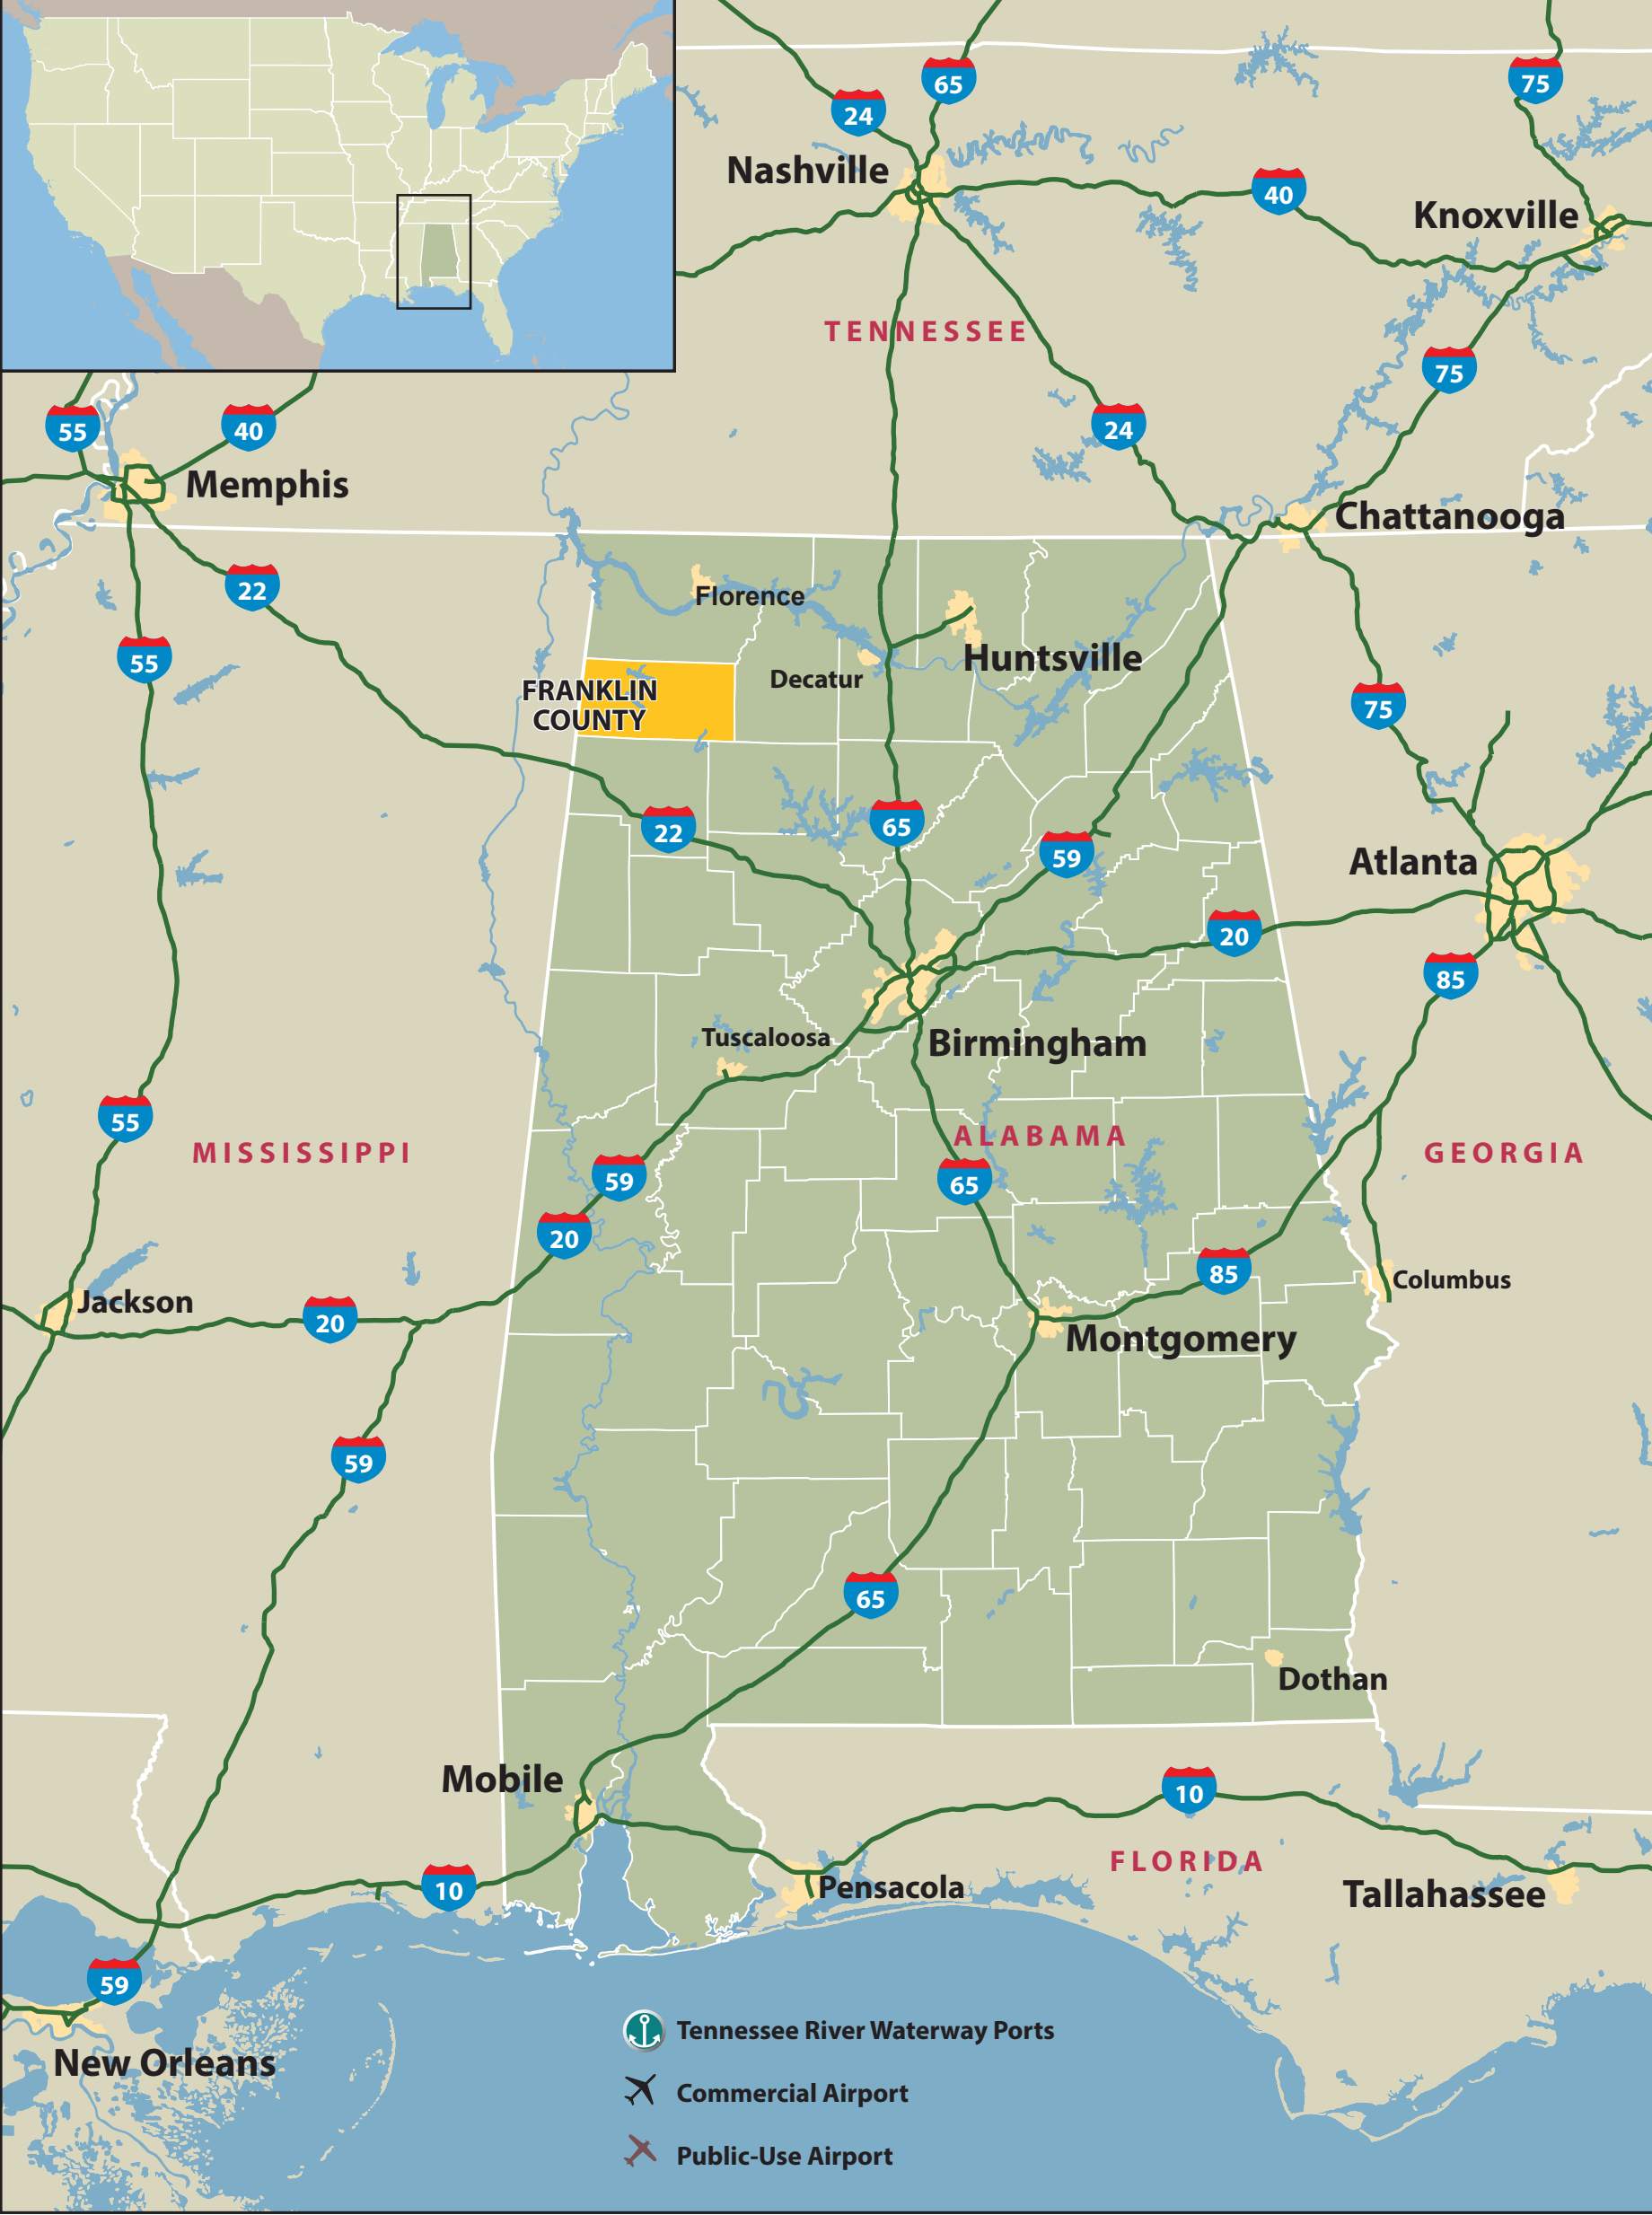 65
75
24
Nashville
40
Knoxville
TENNESSEE
75
55
40
24
Memphis
Chattanooga
22
Florence
55
Huntsville
Decatur
FRANKLIN
COUNTY
75
22
65
59
Atlanta
20
85
Tuscaloosa
Birmingham
55
ALABAMA
MISSISSIPPI
GEORGIA
59
65
20
85
Columbus
Jackson
20
Montgomery
59
65
Dothan
Mobile
10
FLORIDA
10
Pensacola
Tallahassee
59
Tennessee River Waterway Ports
New Orleans
Commercial Airport
Public-Use Airport